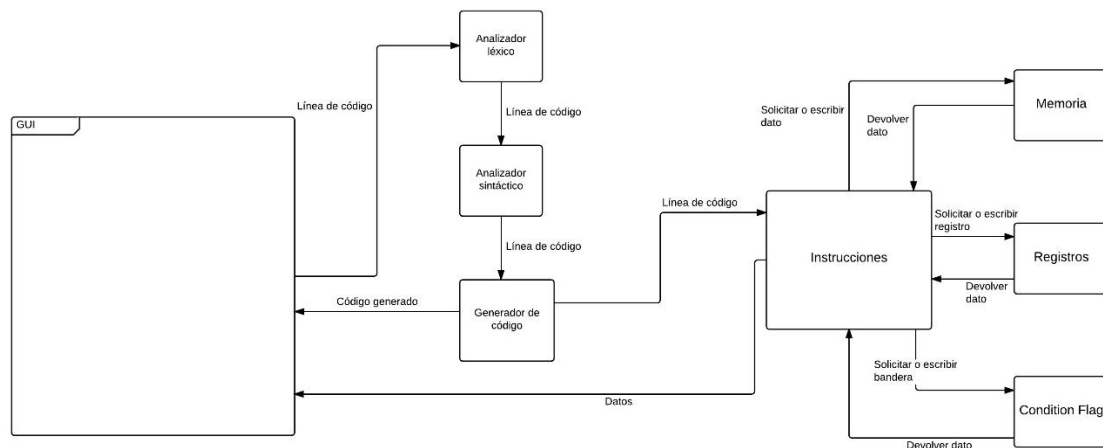 Analizador
léxico
Línea de código
Línea de código
GUI
Analizador
sintáctico
Línea de código
Código generado
Generador de
código
Línea de código
Datos
Instrucciones
Solicitar o escribir
dato
Devolver
dato
Memoria
Solicitar o escribir
registro
Devolver
dato
Registros
Solicitar o escribir
bandera
Devolver dato
Condition Flag